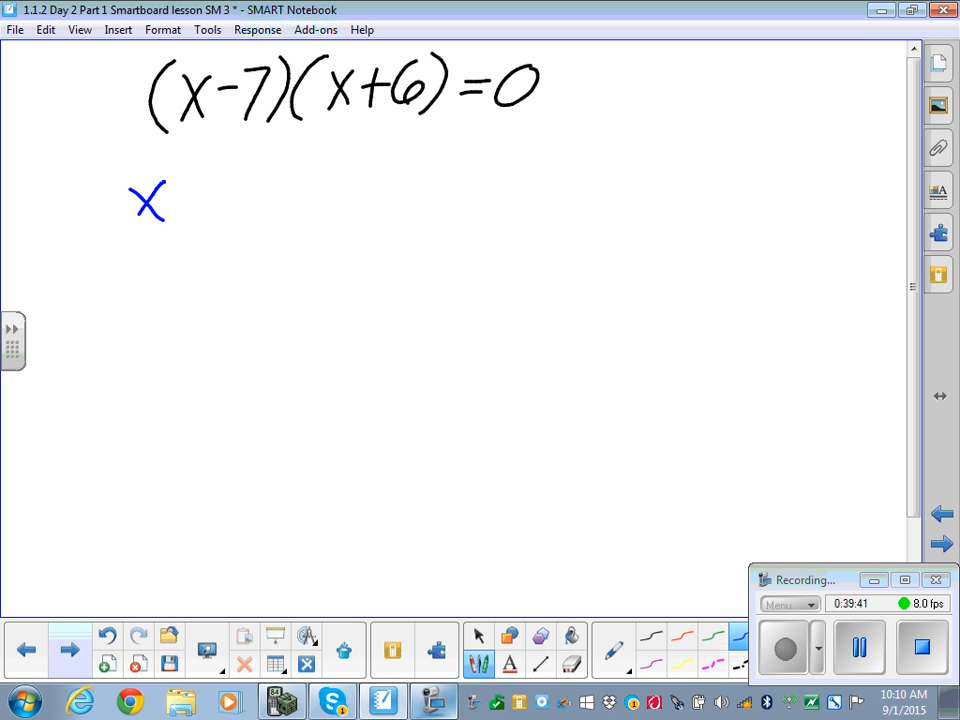 1.1.2 Day 2 Part 1 Smartboard lesson SM 3 * - SMART Notebook
File Edit View Insert Format Tools Response Add-ons Help
(x-7)(x+6)=0
x
Recording...
Menu 0:39:41 8.0 fps
10:10 AM
9/1/2015